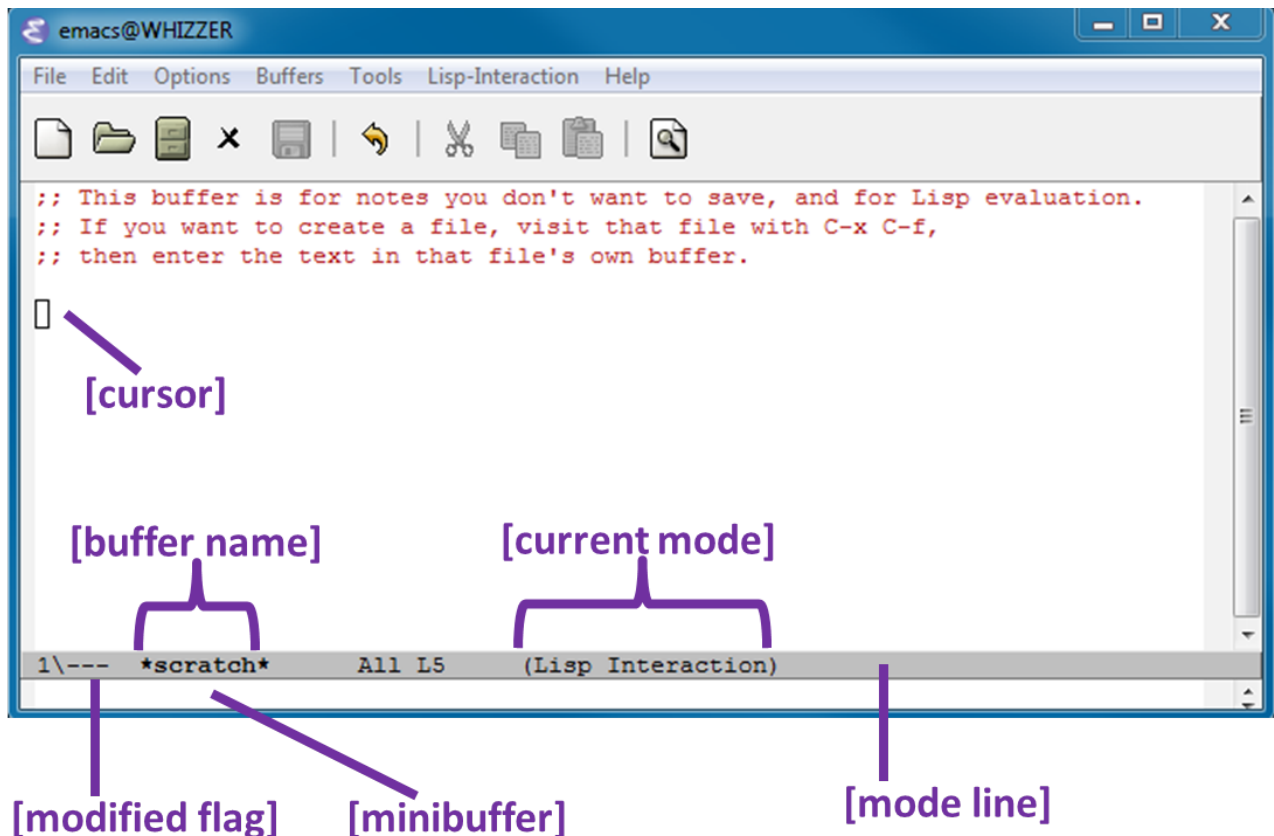 emacs@WHIZZER
File Edit Options Buffers Tools Lisp-Interaction Help
;; This buffer is for notes you don't want to save, and for Lisp evaluation.
;; If you want to create a file, visit that file with C-x C-f,
;; then enter the text in that file's own buffer.
[cursor]
[buffer name] [current mode]
1\--- *scratch* All L5 (Lisp Interaction)
[modified flag] [minibuffer] [mode line]